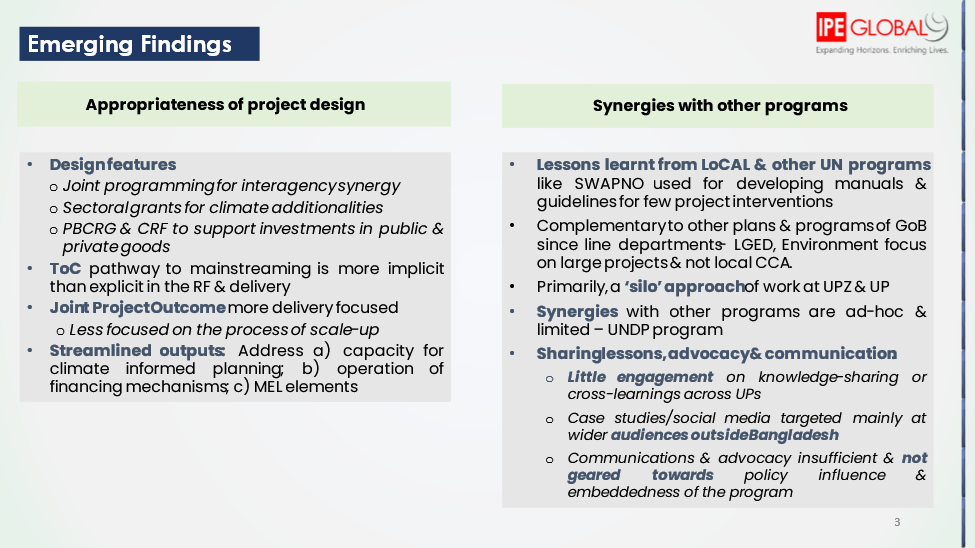 Emerging Findings
IPE GLOBAL
Expanding Horizons. Enriching Lives.
Appropriateness of project design
• Design features
o Joint programming for interagency synergy
o Sectoral grants for climate additionalities
o PBCRG & CRF to support investments in public &
private goods
• ToC pathway to mainstreaming is more implicit
than explicit in the RF & delivery
• Joint Project Outcome more delivery focused
o Less focused on the process of scale-up
• Streamlined outputs: Address a) capacity for
climate informed planning; b) operation of
financing mechanisms; c) MEL elements
Synergies with other programs
• Lessons learnt from LoCAL & other UN programs
like SWAPNO used for developing manuals &
guidelines for few project interventions
• Complementary to other plans & programs of GoB
since line departments- LGED, Environment focus
on large projects & not local CCA.
• Primarily, a ‘silo’ approach of work at UPZ & UP
• Synergies with other programs are ad-hoc &
limited – UNDP program
• Sharing lessons, advocacy & communication
o Little engagement on knowledge-sharing or
cross-learnings across UPs
o Case studies/social media targeted mainly at
wider audiences outside Bangladesh
o Communications & advocacy insufficient & not
geared towards policy influence &
embeddedness of the program
3